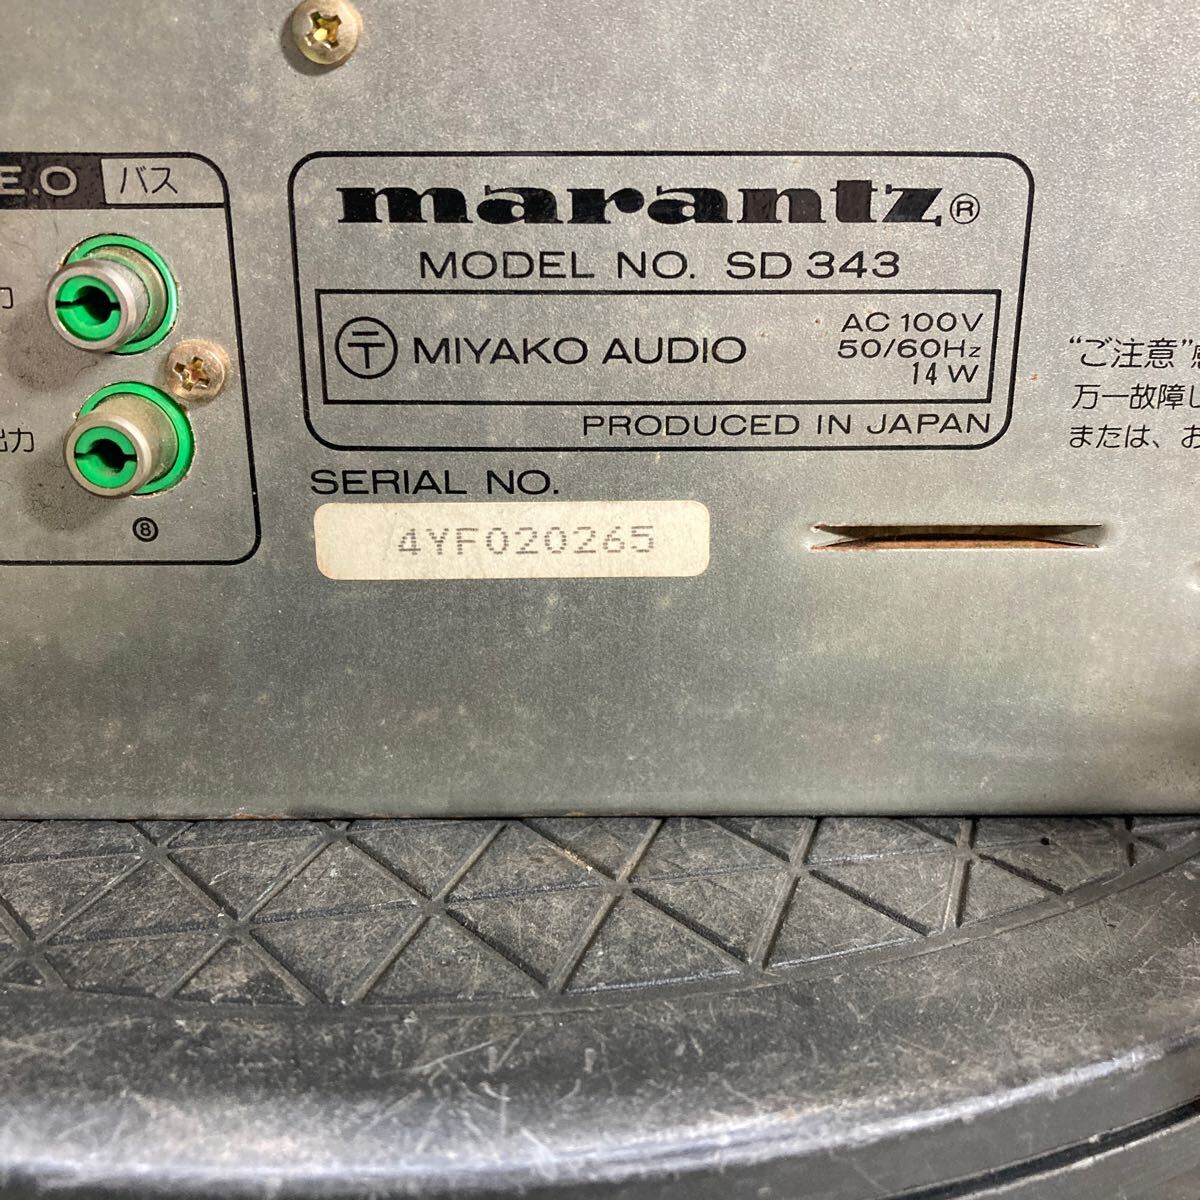 E.O バス
marantz®
MODEL NO. SD 343
〒 MIYAKO AUDIO
AC 100V
50/60Hz
14 W
PRODUCED IN JAPAN
力
出力
⑧
SERIAL NO.
4YF020265
“ご注意”
万一故障し
または、お